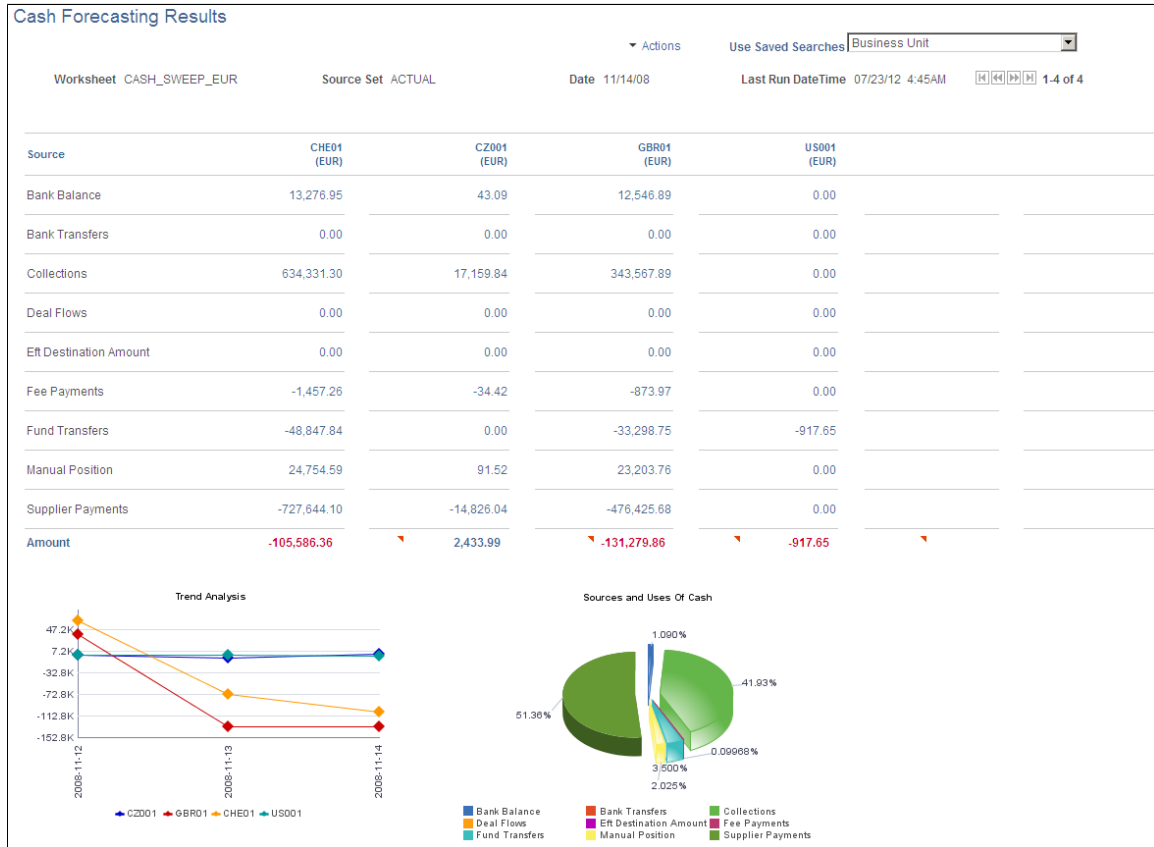 Cash Forecasting Results
Actions Use Saved Searches Business Unit
Worksheet CASH_SWEEP_EUR Source Set ACTUAL Date 11/14/08 Last Run DateTime 07/23/12 4:45AM 1-4 of 4
Source CHE01 (EUR) CZ001 (EUR) GBR01 (EUR) US001 (EUR)
Bank Balance 13,276.95 43.09 12,546.89 0.00
Bank Transfers 0.00 0.00 0.00 0.00
Collections 634,331.30 17,159.84 343,567.89 0.00
Deal Flows 0.00 0.00 0.00 0.00
Eft Destination Amount 0.00 0.00 0.00 0.00
Fee Payments -1,457.26 -34.42 -873.97 0.00
Fund Transfers -48,847.84 0.00 -33,298.75 -917.65
Manual Position 24,754.59 91.52 23,203.76 0.00
Supplier Payments -727,644.10 -14,826.04 -476,425.68 0.00
Amount -105,586.36 2,433.99 -131,279.86 -917.65
Trend Analysis
47.2K
7.2K
-32.8K
-72.8K
-112.8K
-152.8K
2008-11-12 2008-11-13 2008-11-14
CZ001 GBR01 CHE01 US001
Sources and Uses Of Cash
1.090%
41.93%
51.36%
0.09968%
3.500%
2.025%
Bank Balance Bank Transfers Collections
Deal Flows Eft Destination Amount Fee Payments
Fund Transfers Manual Position Supplier Payments